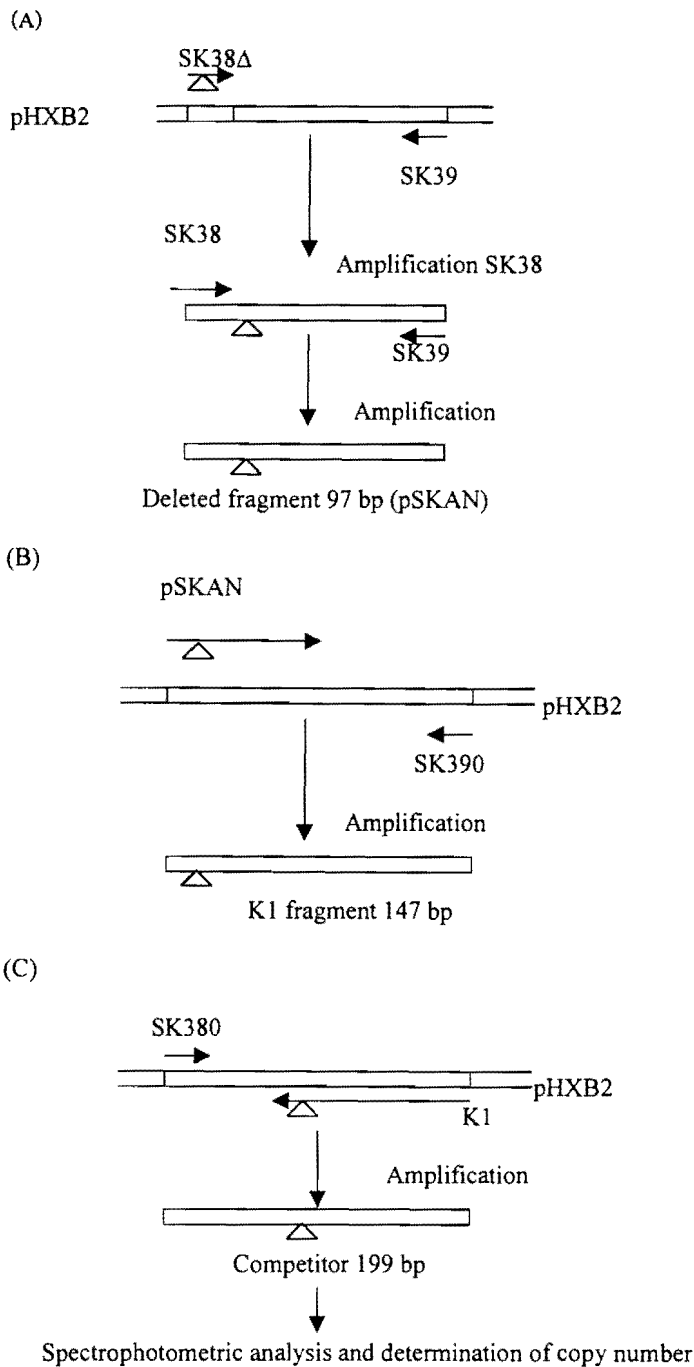 (A)
SK38Δ
pHXB2
SK39
SK38
Amplification SK38
SK39
Amplification
Deleted fragment 97 bp (pSKAN)
(B)
pSKAN
pHXB2
SK390
Amplification
K1 fragment 147 bp
(C)
SK380
pHXB2
K1
Amplification
Competitor 199 bp
Spectrophotometric analysis and determination of copy number